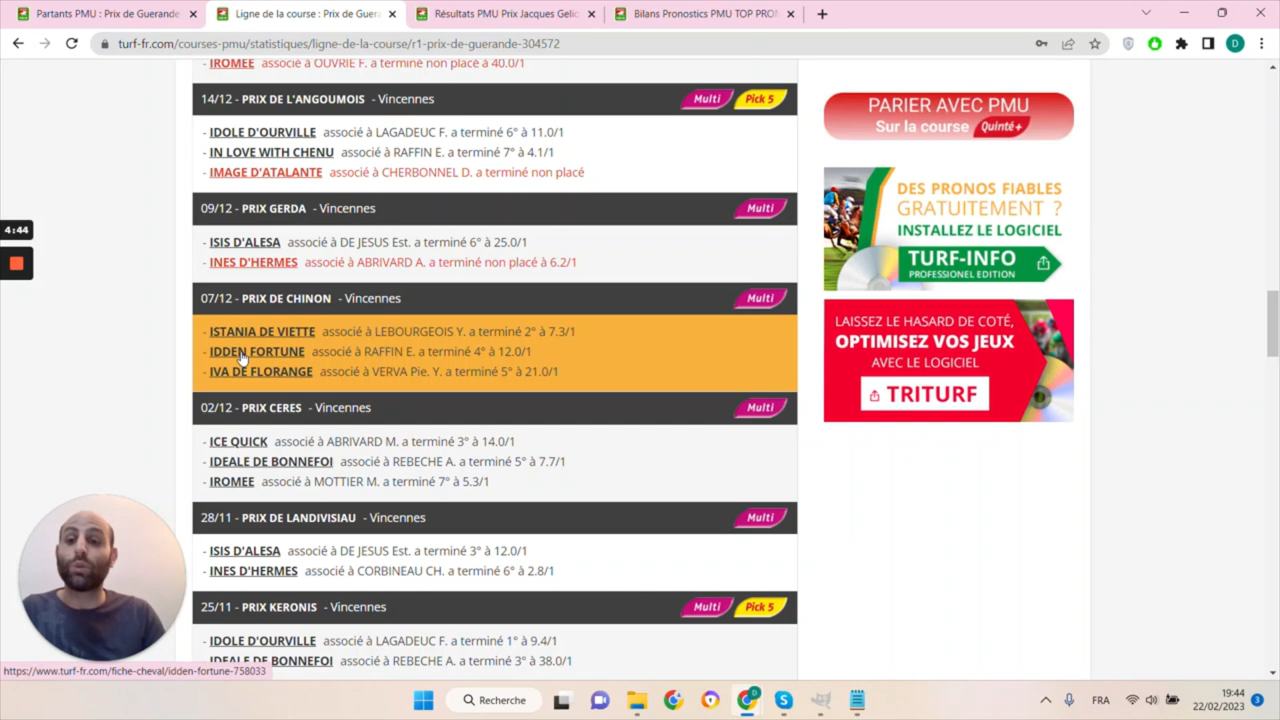 Partants PMU : Prix de Guerande
Ligne de la course : Prix de Guera
Résultats PMU Prix Jacques Gelio
Bilans Pronostics PMU TOP PRON
turf-fr.com/courses-pmu/statistiques/ligne-de-la-course/r1-prix-de-guerande-304572
D
- IROMEE associé à OUVRIE F. a terminé non placé à 40.0/1
14/12 - PRIX DE L'ANGOUMOIS - Vincennes Multi Pick 5
- IDOLE D'OURVILLE associé à LAGADEUC F. a terminé 6° à 11.0/1
- IN LOVE WITH CHENU associé à RAFFIN E. a terminé 7° à 4.1/1
- IMAGE D'ATALANTE associé à CHERBONNEL D. a terminé non placé
09/12 - PRIX GERDA - Vincennes Multi
- ISIS D'ALESA associé à DE JESUS Est. a terminé 6° à 25.0/1
- INES D'HERMES associé à ABRIVARD A. a terminé non placé à 6.2/1
07/12 - PRIX DE CHINON - Vincennes Multi
- ISTANIA DE VIETTE associé à LEBOURGEOIS Y. a terminé 2° à 7.3/1
- IDDEN FORTUNE associé à RAFFIN E. a terminé 4° à 12.0/1
- IVA DE FLORANGE associé à VERVA Pie. Y. a terminé 5° à 21.0/1
02/12 - PRIX CERES - Vincennes Multi
- ICE QUICK associé à ABRIVARD M. a terminé 3° à 14.0/1
- IDEALE DE BONNEFOI associé à REBECHE A. a terminé 5° à 7.7/1
- IROMEE associé à MOTTIER M. a terminé 7° à 5.3/1
28/11 - PRIX DE LANDIVISIAU - Vincennes Multi
- ISIS D'ALESA associé à DE JESUS Est. a terminé 3° à 12.0/1
- INES D'HERMES associé à CORBINEAU CH. a terminé 6° à 2.8/1
25/11 - PRIX KERONIS - Vincennes Multi Pick 5
- IDOLE D'OURVILLE associé à LAGADEUC F. a terminé 1° à 9.4/1
- IDEALE DE BONNEFOI associé à REBECHE A. a terminé 3° à 38.0/1
PARIER AVEC PMU
Sur la course Quinté+
DES PRONOS FIABLES
GRATUITEMENT ?
INSTALLEZ LE LOGICIEL
TURF-INFO
PROFESSIONEL EDITION
LAISSEZ LE HASARD DE COTÉ,
OPTIMISEZ VOS JEUX
AVEC LE LOGICIEL
TRITURF
4:44
https://www.turf-fr.com/fiche-cheval/idden-fortune-758033
Recherche
D
FRA
19:44
22/02/2023
3